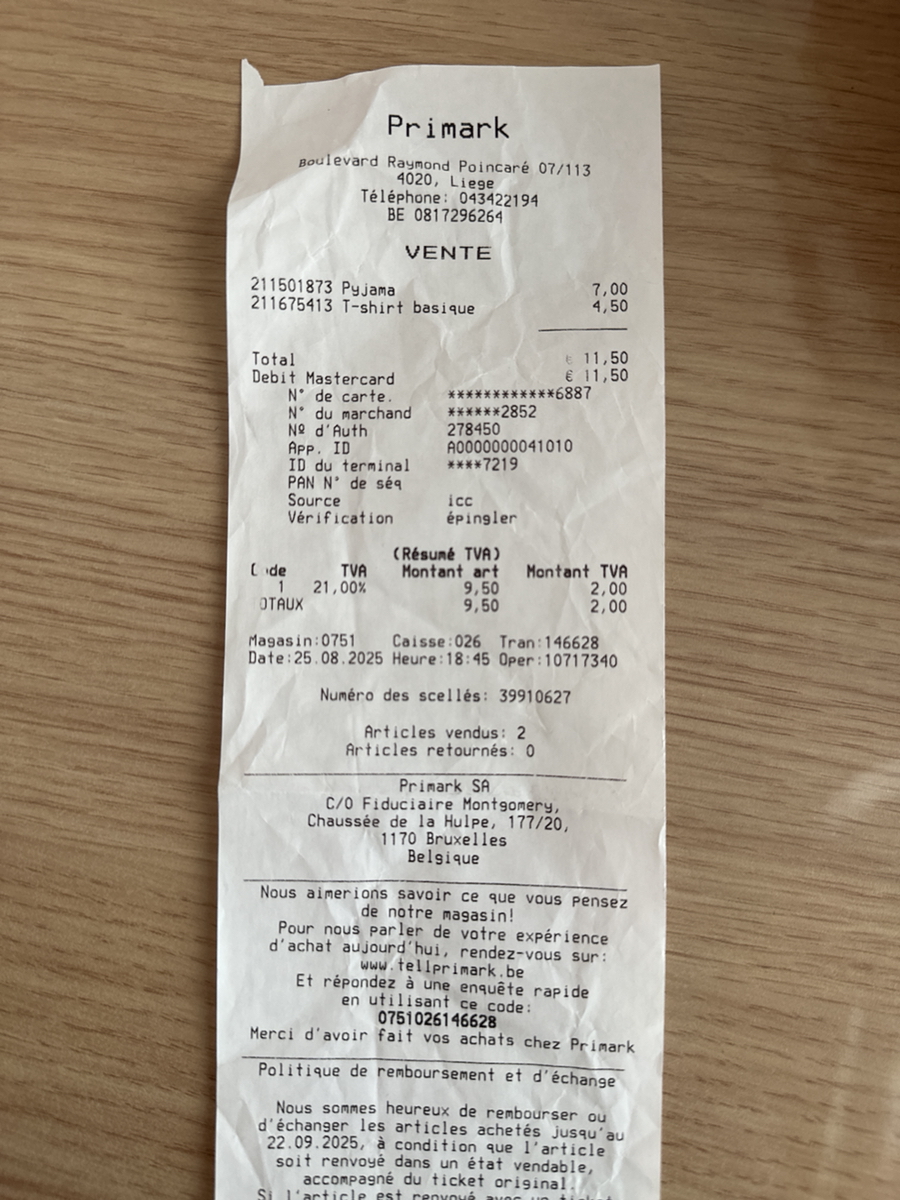 Primark
Boulevard Raymond Poincaré 07/113
4020, Liege
Téléphone: 043422194
BE 0817296264
VENTE
211501873 Pyjama 7,00
211675413 T-shirt basique 4,50
Total € 11,50
Debit Mastercard € 11,50
N° de carte. ************6887
N° du marchand ******2852
Nº d'Auth 278450
App. ID A0000000041010
ID du terminal ****7219
PAN N° de séq
Source icc
Vérification épingler
(Résumé TVA)
TVA Montant art Montant TVA
1 21,00% 9,50 2,00
OTAUX 9,50 2,00
Magasin:0751 Caisse:026 Tran:146628
Date:25.08.2025 Heure:18:45 Oper:10717340
Numéro des scellés: 39910627
Articles vendus: 2
Articles retournés: 0
Primark SA
C/O Fiduciaire Montgomery,
Chaussée de la Hulpe, 177/20,
1170 Bruxelles
Belgique
Nous aimerions savoir ce que vous pensez
de notre magasin!
Pour nous parler de votre expérience
d'achat aujourd'hui, rendez-vous sur:
www.tellprimark.be
Et répondez à une enquête rapide
en utilisant ce code:
0751026146628
Merci d'avoir fait vos achats chez Primark
Politique de remboursement et d'échange
Nous sommes heureux de rembourser ou
d'échanger les articles achetés jusqu'au
22.09.2025, à condition que l'article
soit renvoyé dans un état vendable,
accompagné du ticket original.
Si l'article est renvoyé avec un ticket